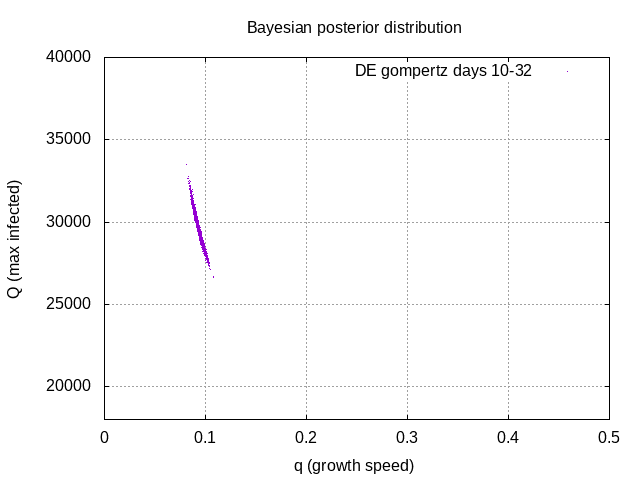 Bayesian posterior distribution
DE gompertz days 10-32
40000
35000
30000
25000
20000
Q (max infected)
0 0.1 0.2 0.3 0.4 0.5
q (growth speed)